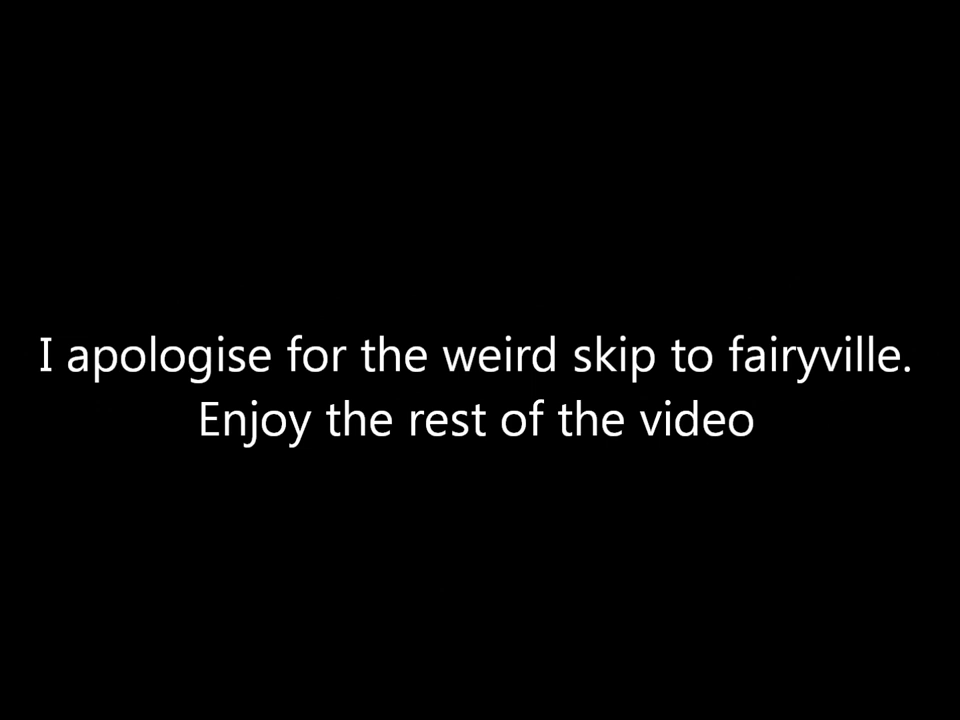 I apologise for the weird skip to fairyville.
Enjoy the rest of the video